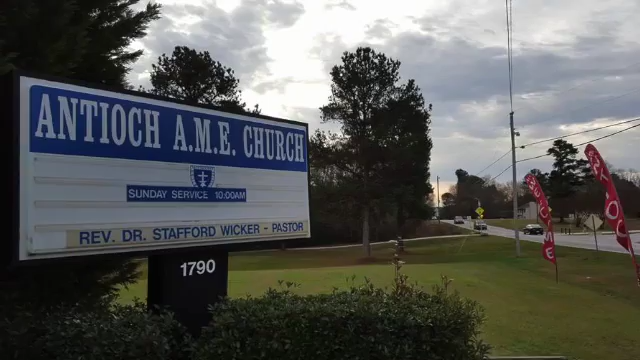 ANTIOCH A.M.E. CHURCH
SUNDAY SERVICE 10:00AM
REV. DR. STAFFORD WICKER - PASTOR
1790